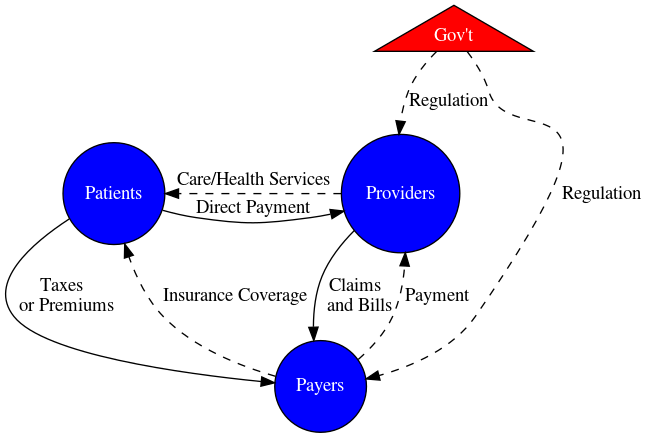 Gov't
Regulation
Care/Health Services
Patients
Providers
Regulation
Direct Payment
Taxes
or Premiums
Insurance Coverage
Claims
and Bills
Payment
Payers